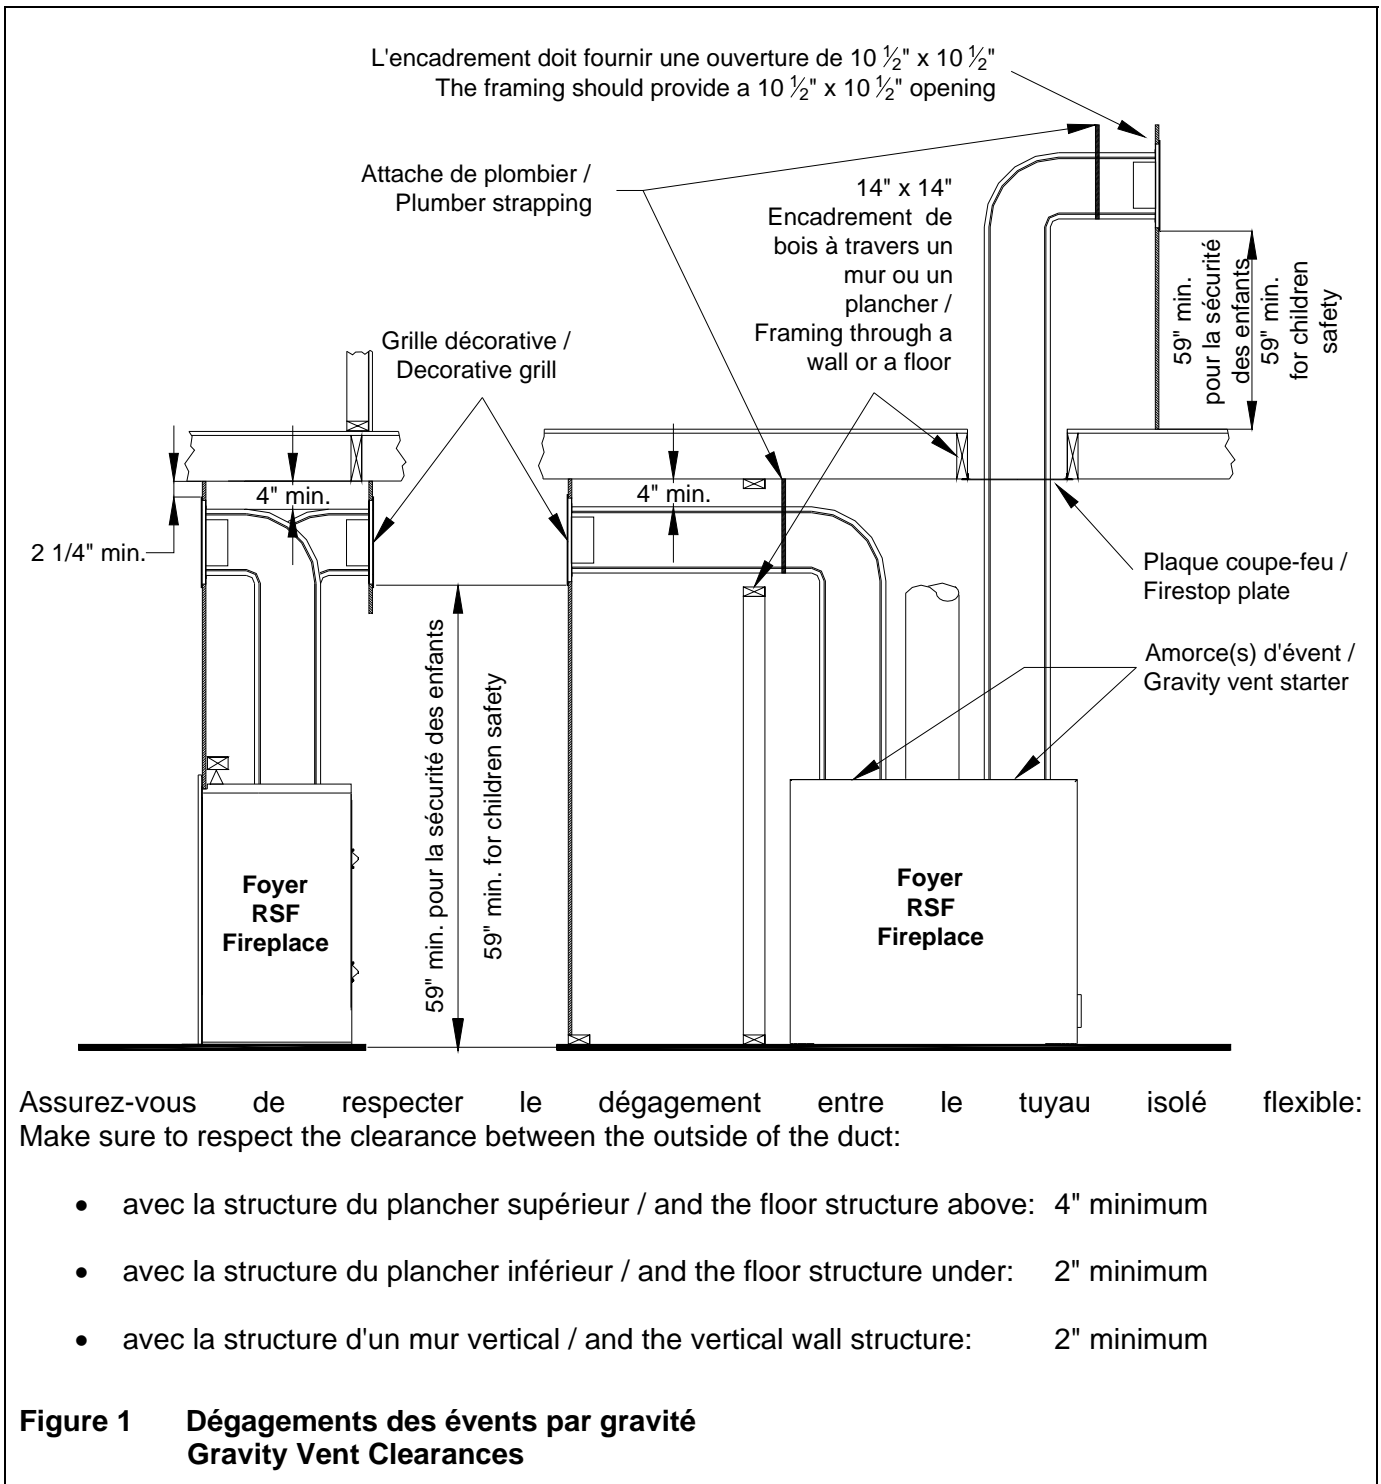 L'encadrement doit fournir une ouverture de 10 ½" x 10 ½"
The framing should provide a 10 ½" x 10 ½" opening
Attache de plombier /
Plumber strapping
14" x 14"
Encadrement de
bois à travers un
mur ou un
plancher /
Framing through a
wall or a floor
59" min.
pour la sécurité
des enfants
59" min.
for children
safety
Grille décorative /
Decorative grill
4" min.
4" min.
2 1/4" min.
Plaque coupe-feu /
Firestop plate
Amorce(s) d'évent /
Gravity vent starter
59" min. pour la sécurité des enfants
59" min. for children safety
Foyer
RSF
Fireplace
Foyer
RSF
Fireplace
Assurez-vous de respecter le dégagement entre le tuyau isolé flexible:
Make sure to respect the clearance between the outside of the duct:
• avec la structure du plancher supérieur / and the floor structure above: 4" minimum
• avec la structure du plancher inférieur / and the floor structure under: 2" minimum
• avec la structure d'un mur vertical / and the vertical wall structure: 2" minimum
Figure 1 Dégagements des évents par gravité
Gravity Vent Clearances